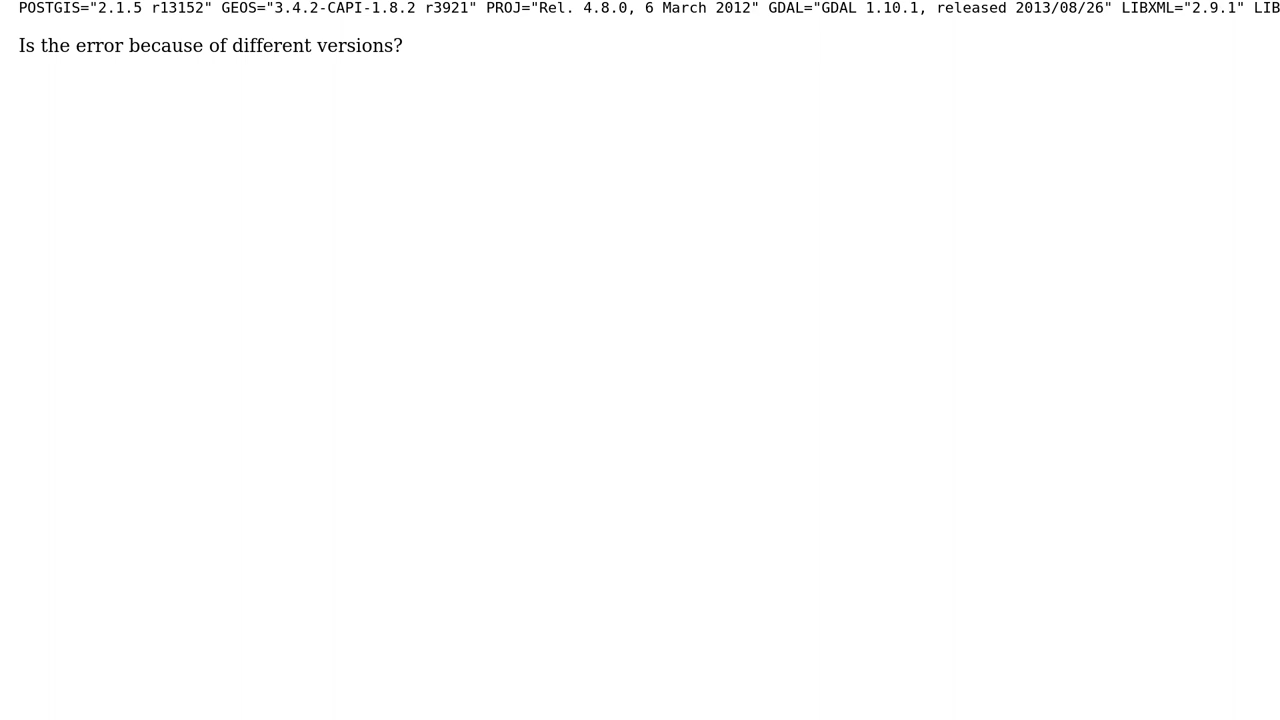 POSTGIS="2.1.5 r13152" GEOS="3.4.2-CAPI-1.8.2 r3921" PROJ="Rel. 4.8.0, 6 March 2012" GDAL="GDAL 1.10.1, released 2013/08/26" LIBXML="2.9.1" LIB
Is the error because of different versions?